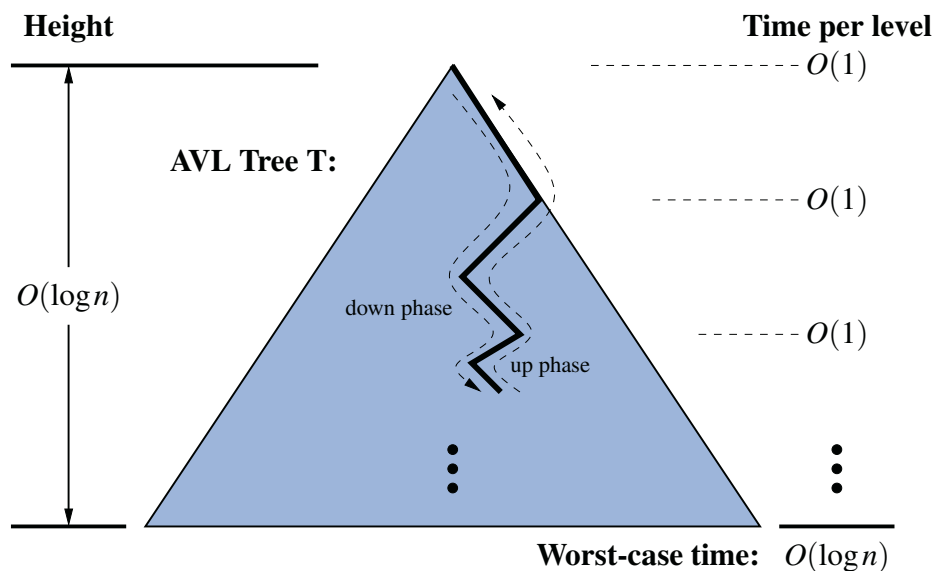 Height
Time per level
O(1)
AVL Tree T:
O(1)
O(log n)
down phase
O(1)
up phase
Worst-case time: O(log n)